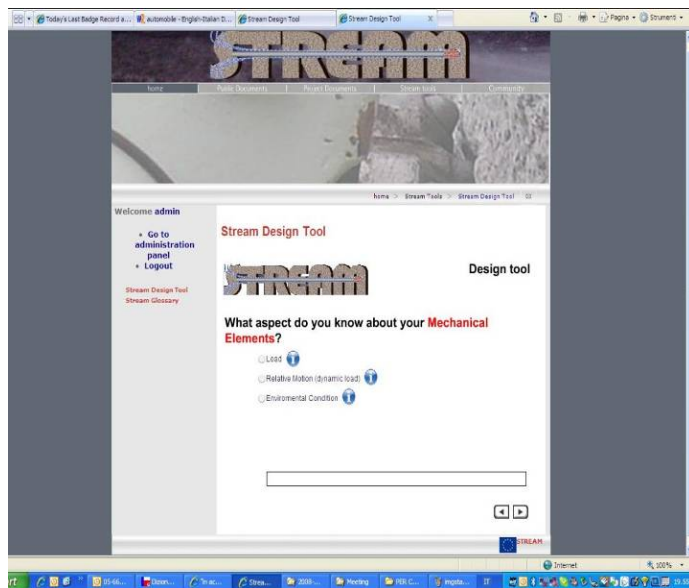 Today's Last Badge Record a...
automobile - English-Italian D...
Stream Design Tool
Stream Design Tool
X
Pagina
Strumenti
STREAM
home
Public Documents
Project Documents
Stream tools
Community
home > Stream Tools > Stream Design Tool
Welcome admin
Go to
administration
panel
Logout
Stream Design Tool
Stream Glossary
Stream Design Tool
STREAM
Design tool
What aspect do you know about your Mechanical
Elements?
Load
Relative Motion (dynamic load)
Enviromental Condition
STREAM
Internet
100%
Strea...
2008-...
Meeting
PER C...
IT